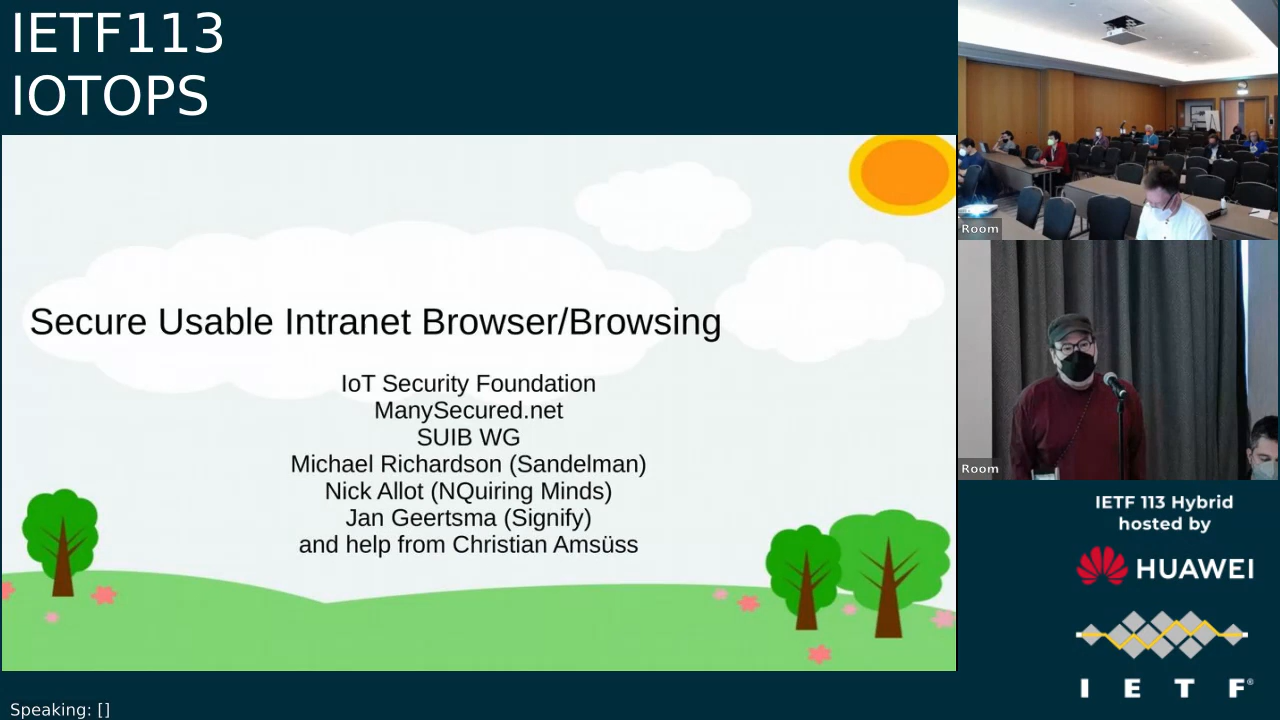 IETF113
IOTOPS
Secure Usable Intranet Browser/Browsing
IoT Security Foundation
ManySecured.net
SUIB WG
Michael Richardson (Sandelman)
Nick Allot (NQuiring Minds)
Jan Geertsma (Signify)
and help from Christian Amsüss
Room
Room
IETF 113 Hybrid
hosted by
HUAWEI
I E T F®
Speaking: []